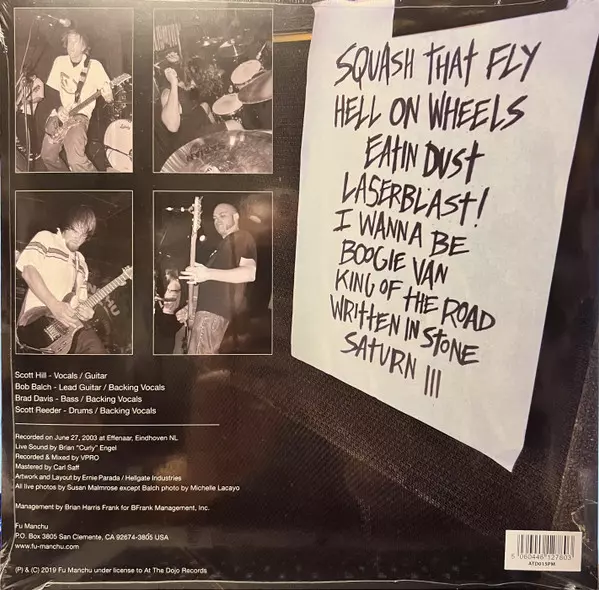 SQUASH THAT FLY
HELL ON WHEELS
EATIN DUST
LASERBLAST!
I WANNA BE
BOOGIE VAN
KING OF THE ROAD
WRITTEN IN STONE
SATURN III
Scott Hill - Vocals / Guitar
Bob Balch - Lead Guitar / Backing Vocals
Brad Davis - Bass / Backing Vocals
Scott Reeder - Drums / Backing Vocals
Recorded on June 27, 2003 at Effenaar, Eindhoven NL
Live Sound by Brian "Curly" Engel
Recorded & Mixed by VPRO
Mastered by Carl Saff
Artwork and Layout by Ernie Parada / Hellgate Industries
All live photos by Susan Malmrose except Balch photo by Michelle Lacayo
Management by Brian Harris Frank for BFrank Management, Inc.
Fu Manchu
P.O. Box 3805 San Clemente, CA 92674-3805 USA
www.fu-manchu.com
(P) & (C) 2019 Fu Manchu under license to At The Dojo Records
5 060446 127803
ATD015PM